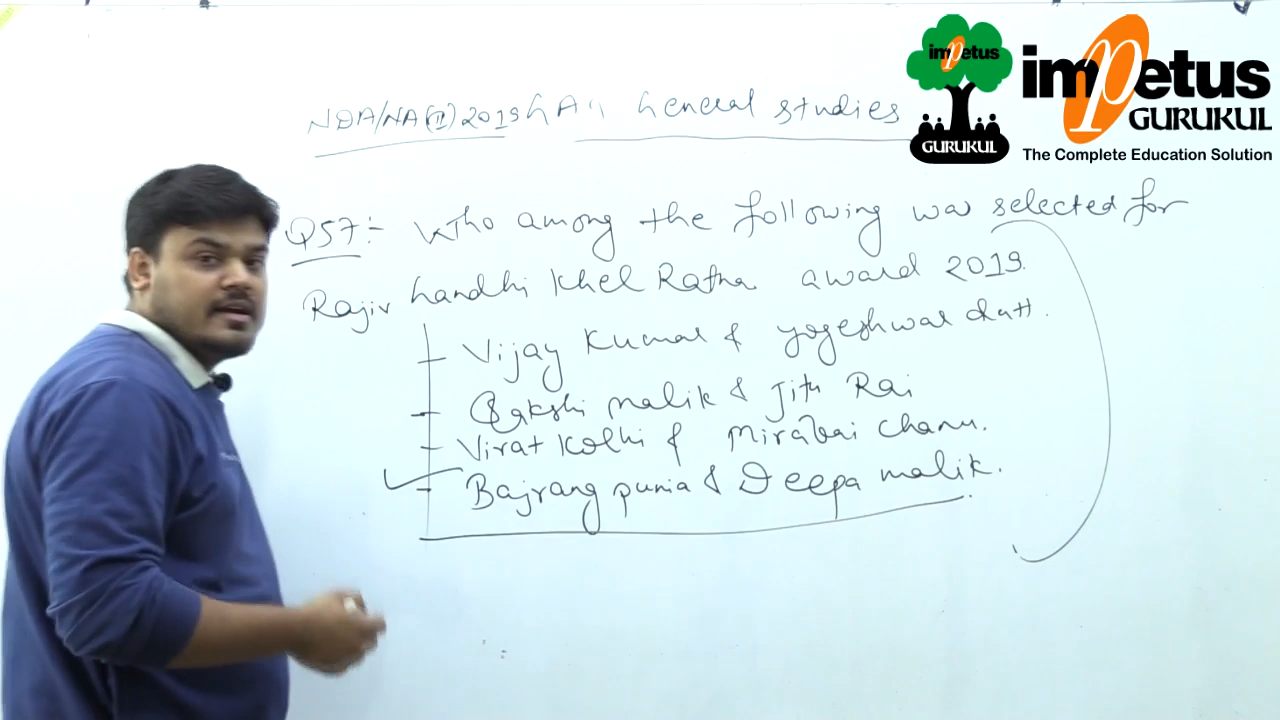 impetus
GURUKUL
impetus
GURUKUL
The Complete Education Solution
NDA/NA(II) 2019 General studies
Q57:- Who among the following was selected for
Rajiv Gandhi Khel Ratna award 2019.
Vijay Kumar & yogeshwar dutt.
Sakshi malik & Jitu Rai
Virat Kolhi & Mirabai Chanu.
Bajrang punia & Deepa malik.